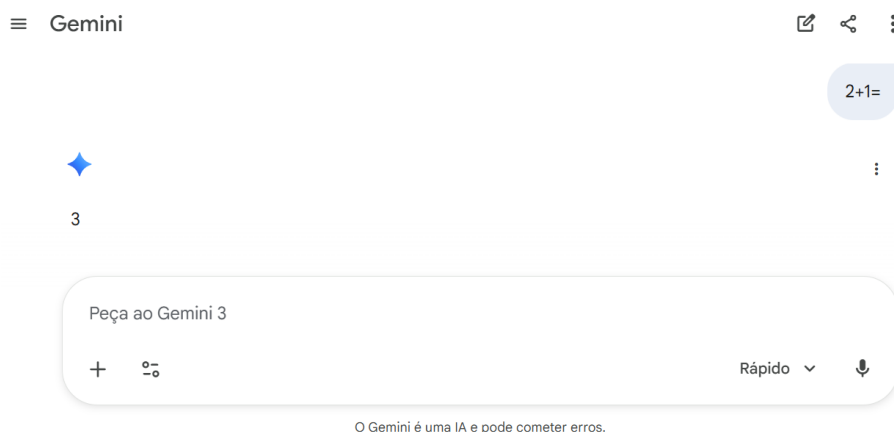 Gemini
2+1=
3
Peça ao Gemini 3
Rápido
O Gemini é uma IA e pode cometer erros.